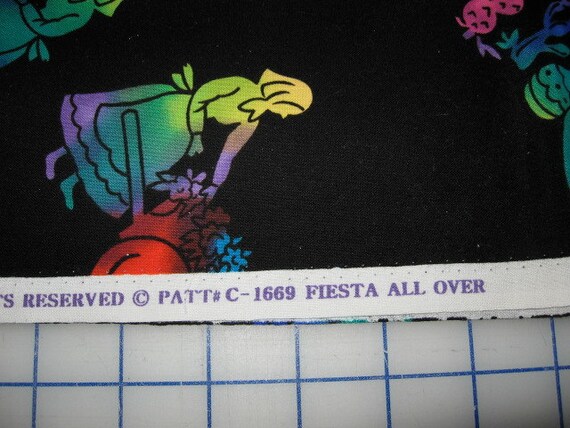 TS RESERVED © PATT# C-1669 FIESTA ALL OVER